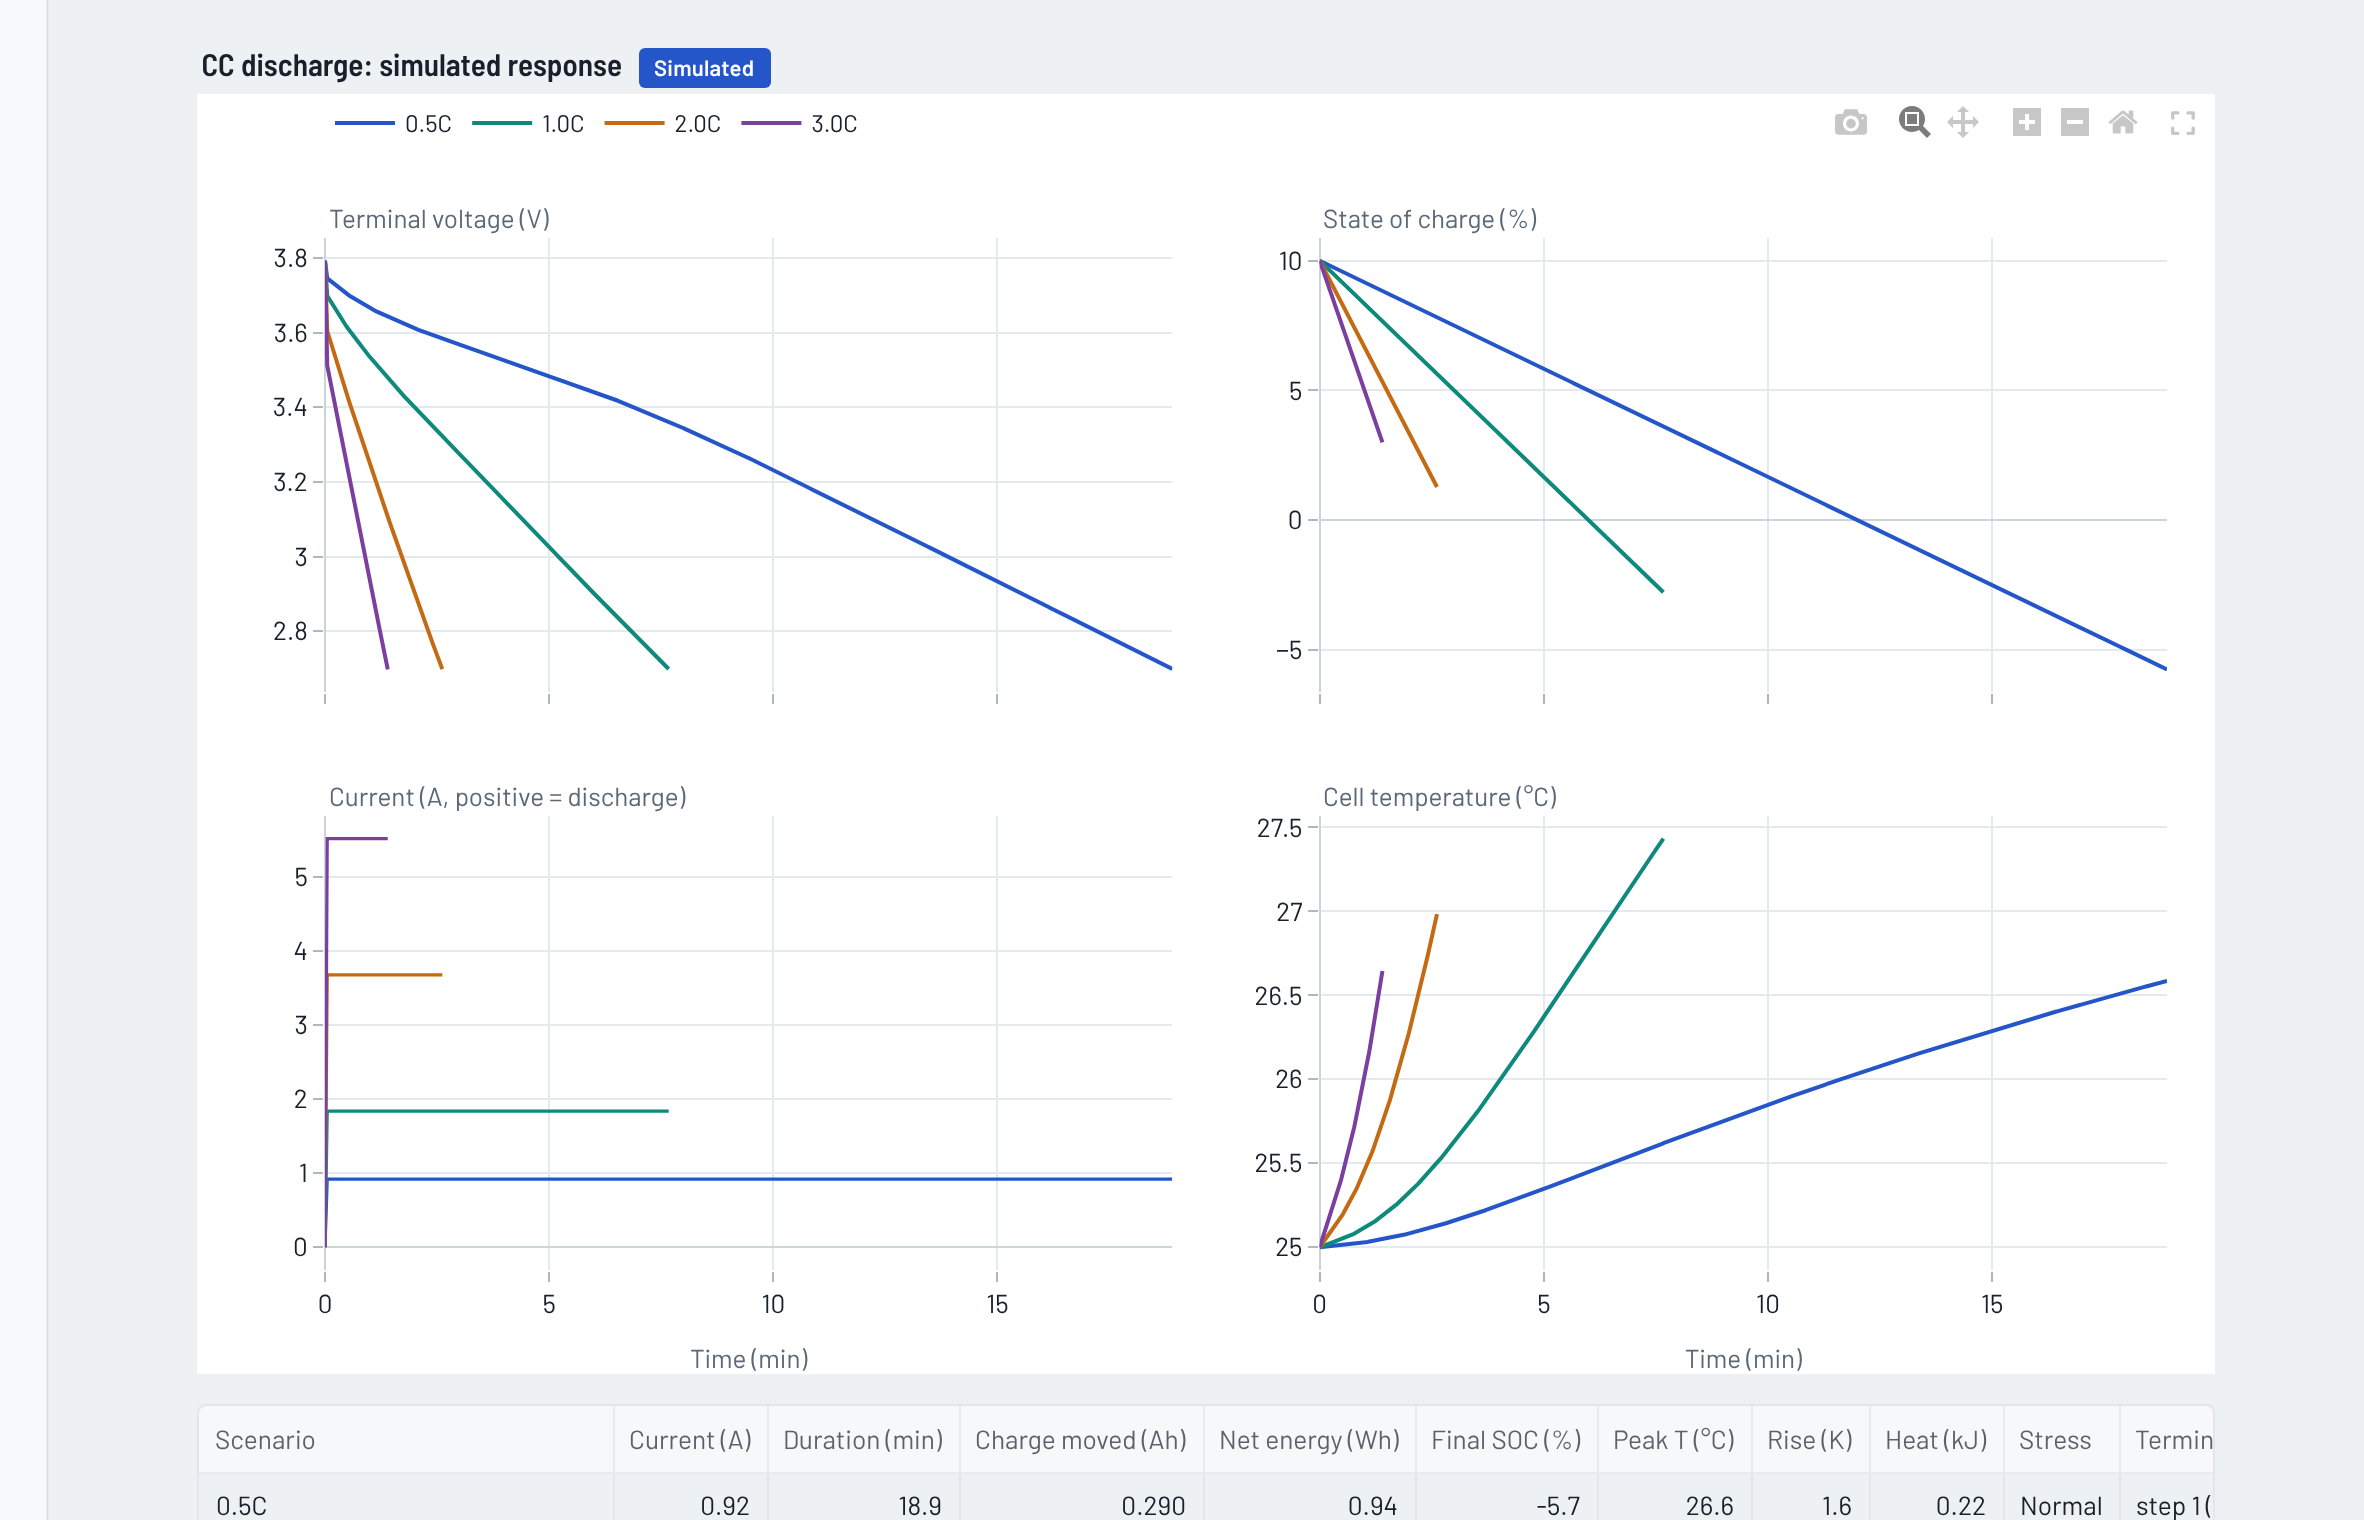 CC discharge: simulated response Simulated
0.5C 1.0C 2.0C 3.0C
Terminal voltage (V)
3.8
3.6
3.4
3.2
3
2.8
State of charge (%)
10
5
0
−5
Current (A, positive = discharge)
5
4
3
2
1
0
0 5 10 15
Time (min)
Cell temperature (°C)
27.5
27
26.5
26
25.5
25
0 5 10 15
Time (min)
Scenario Current (A) Duration (min) Charge moved (Ah) Net energy (Wh) Final SOC (%) Peak T (°C) Rise (K) Heat (kJ) Stress Termin
0.5C 0.92 18.9 0.290 0.94 -5.7 26.6 1.6 0.22 Normal step 1 (